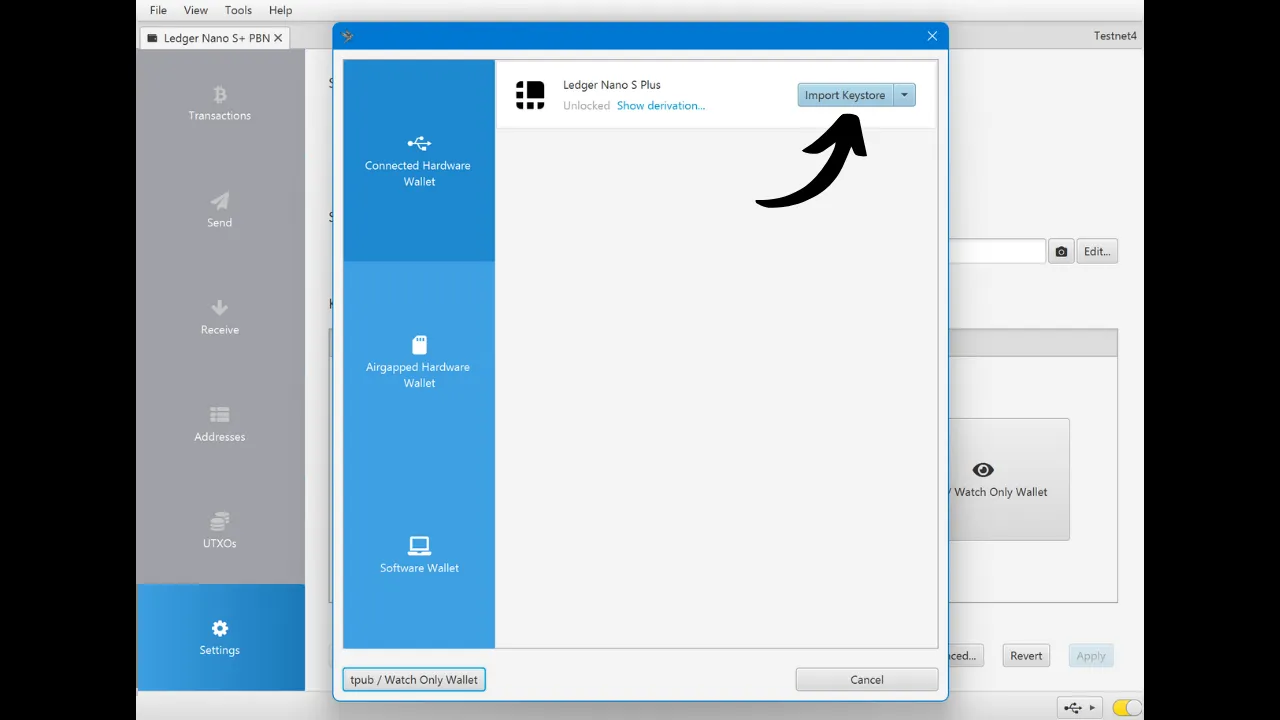 File View Tools Help
Ledger Nano S+ PBN
Testnet4
Transactions
Send
Receive
Addresses
UTXOs
Settings
Connected Hardware
Wallet
Airgapped Hardware
Wallet
Software Wallet
Ledger Nano S Plus
Unlocked Show derivation...
Import Keystore
Edit...
/ Watch Only Wallet
tpub / Watch Only Wallet
Cancel
Revert
Apply